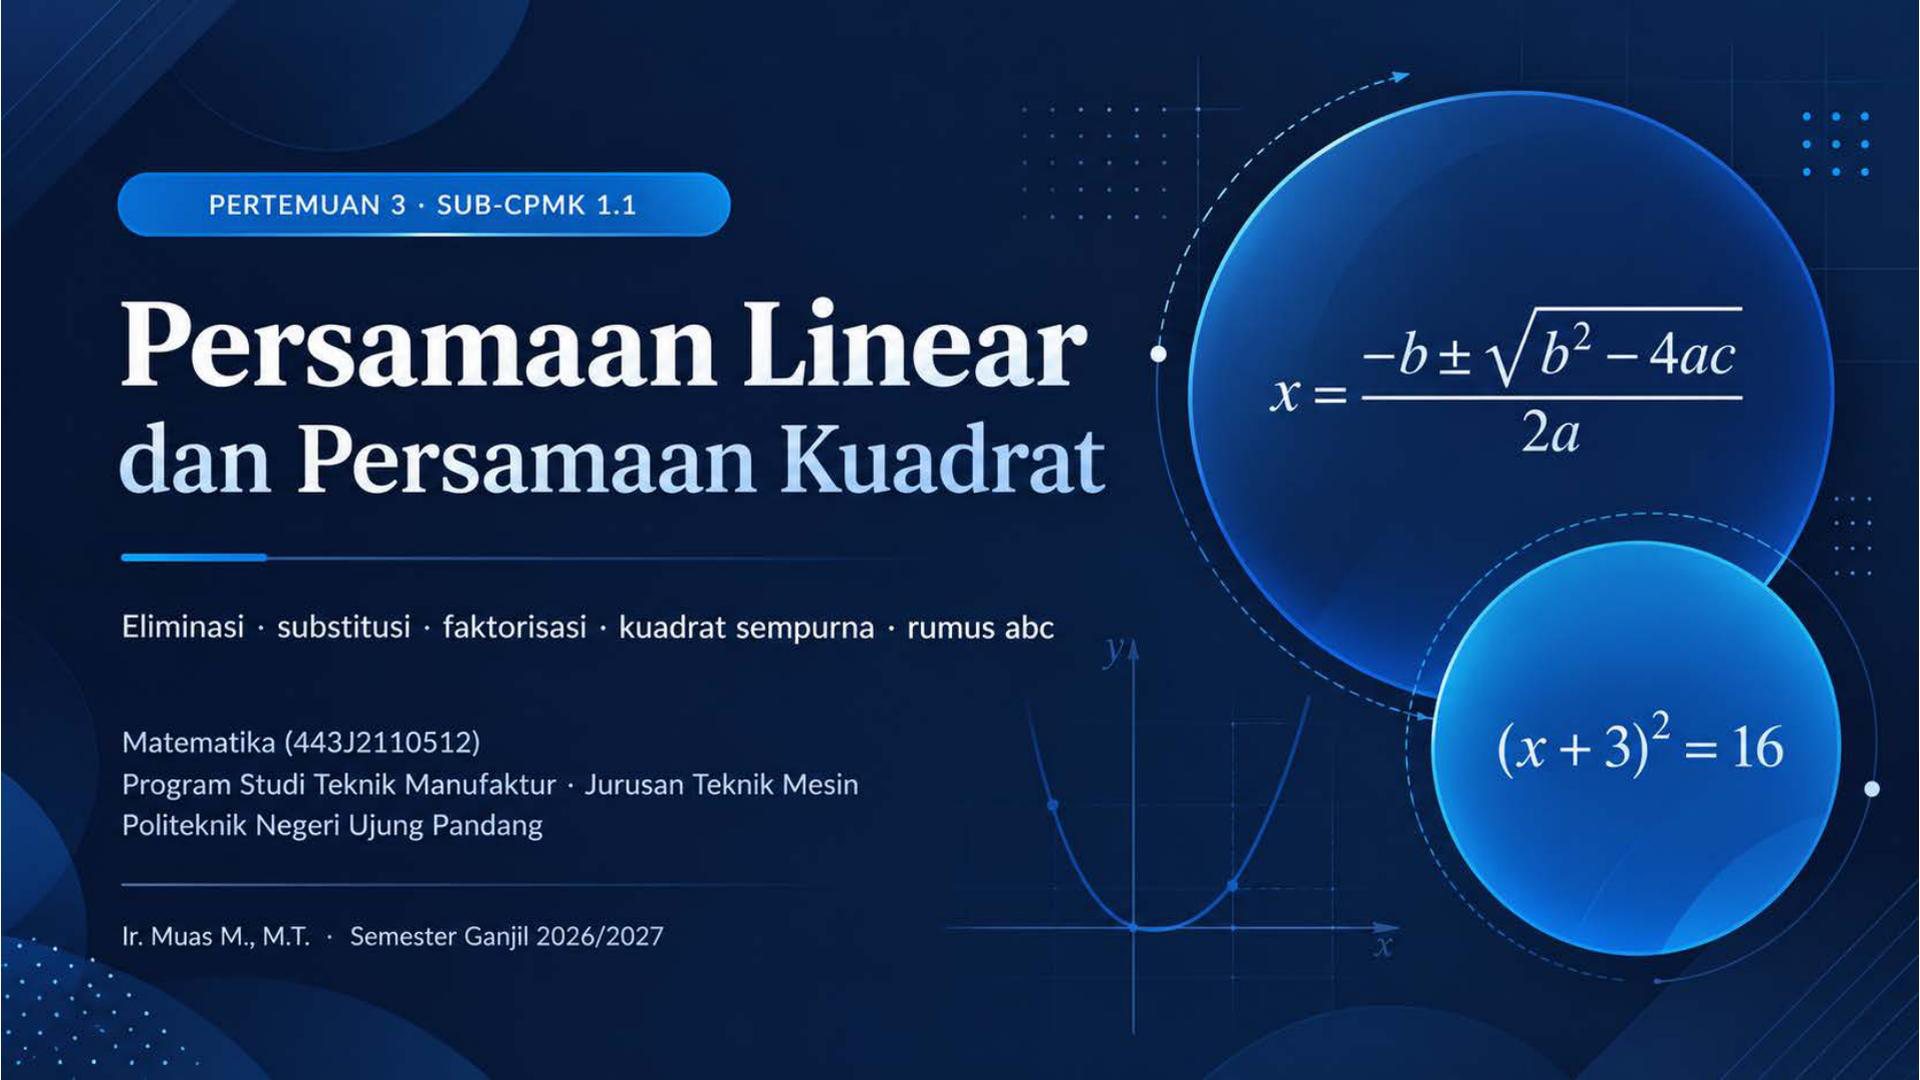 PERTEMUAN 3 · SUB-CPMK 1.1
Persamaan Linear
dan Persamaan Kuadrat
Eliminasi · substitusi · faktorisasi · kuadrat sempurna · rumus abc
Matematika (443J2110512)
Program Studi Teknik Manufaktur · Jurusan Teknik Mesin
Politeknik Negeri Ujung Pandang
Ir. Muas M., M.T. · Semester Ganjil 2026/2027
x = \frac{-b ± \sqrt{b² − 4ac}}{2a}
(x + 3)² = 16
y
x